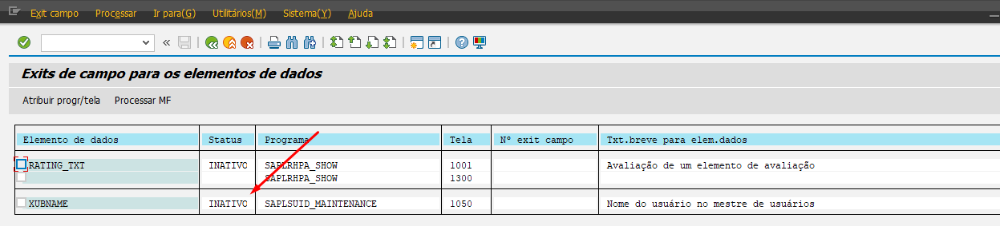 Exit campo Processar Ir para(G) Utilitários(M) Sistema(Y) Ajuda
Exits de campo para os elementos de dados
Atribuir progr/tela Processar MF
Elemento de dados Status Programa Tela Nº exit campo Txt.breve para elem.dados
RATING_TXT INATIVO SAPLRHPA_SHOW 1001 Avaliação de um elemento de avaliação
SAPLRHPA_SHOW 1300
XUBNAME INATIVO SAPLSUID_MAINTENANCE 1050 Nome do usuário no mestre de usuários